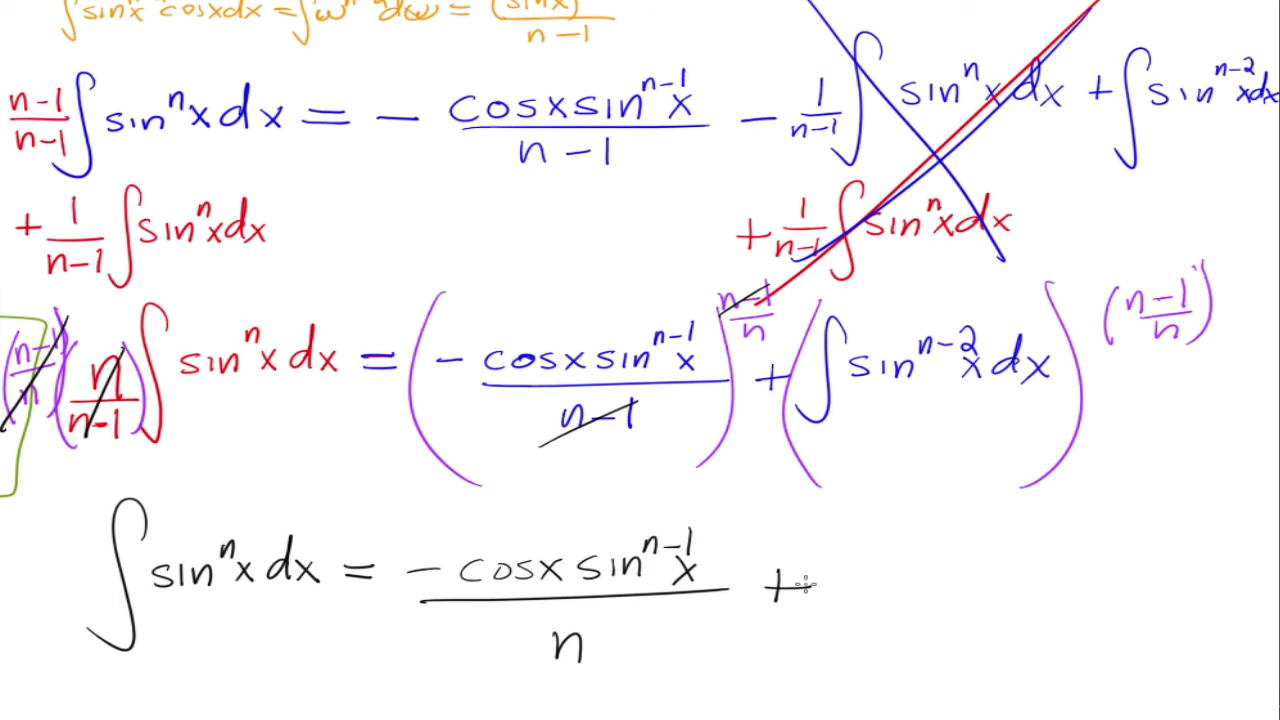 ∫sinⁿ⁻²x cosx dx = ∫ωⁿ⁻²dω = (sinx)ⁿ⁻¹/(n-1)
(n-1)/(n-1) ∫sinⁿx dx = - (cosx sinⁿ⁻¹x)/(n-1) - 1/(n-1) ∫sinⁿx dx + ∫sinⁿ⁻²x dx
+ 1/(n-1) ∫sinⁿx dx + 1/(n-1) ∫sinⁿx dx
((n-1)/n)(n/(n-1)) ∫sinⁿx dx = (- (cosx sinⁿ⁻¹x)/(n-1)) (n-1)/n + (∫sinⁿ⁻²x dx) ((n-1)/n)
∫sinⁿx dx = (-cosx sinⁿ⁻¹x)/n +